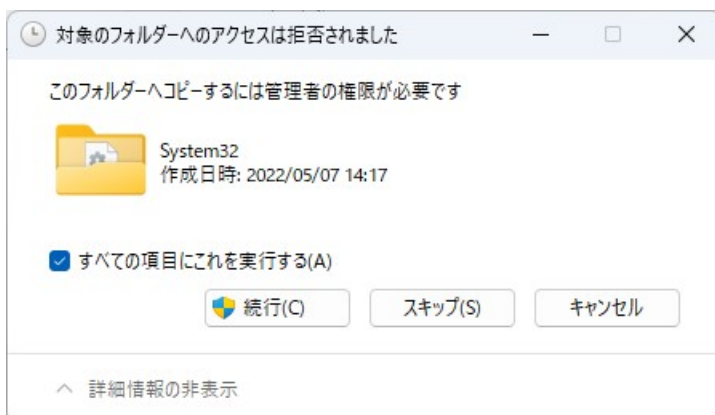 対象のフォルダーへのアクセスは拒否されました
このフォルダーへコピーするには管理者の権限が必要です
System32
作成日時: 2022/05/07 14:17
すべての項目にこれを実行する(A)
続行(C) スキップ(S) キャンセル
詳細情報の非表示